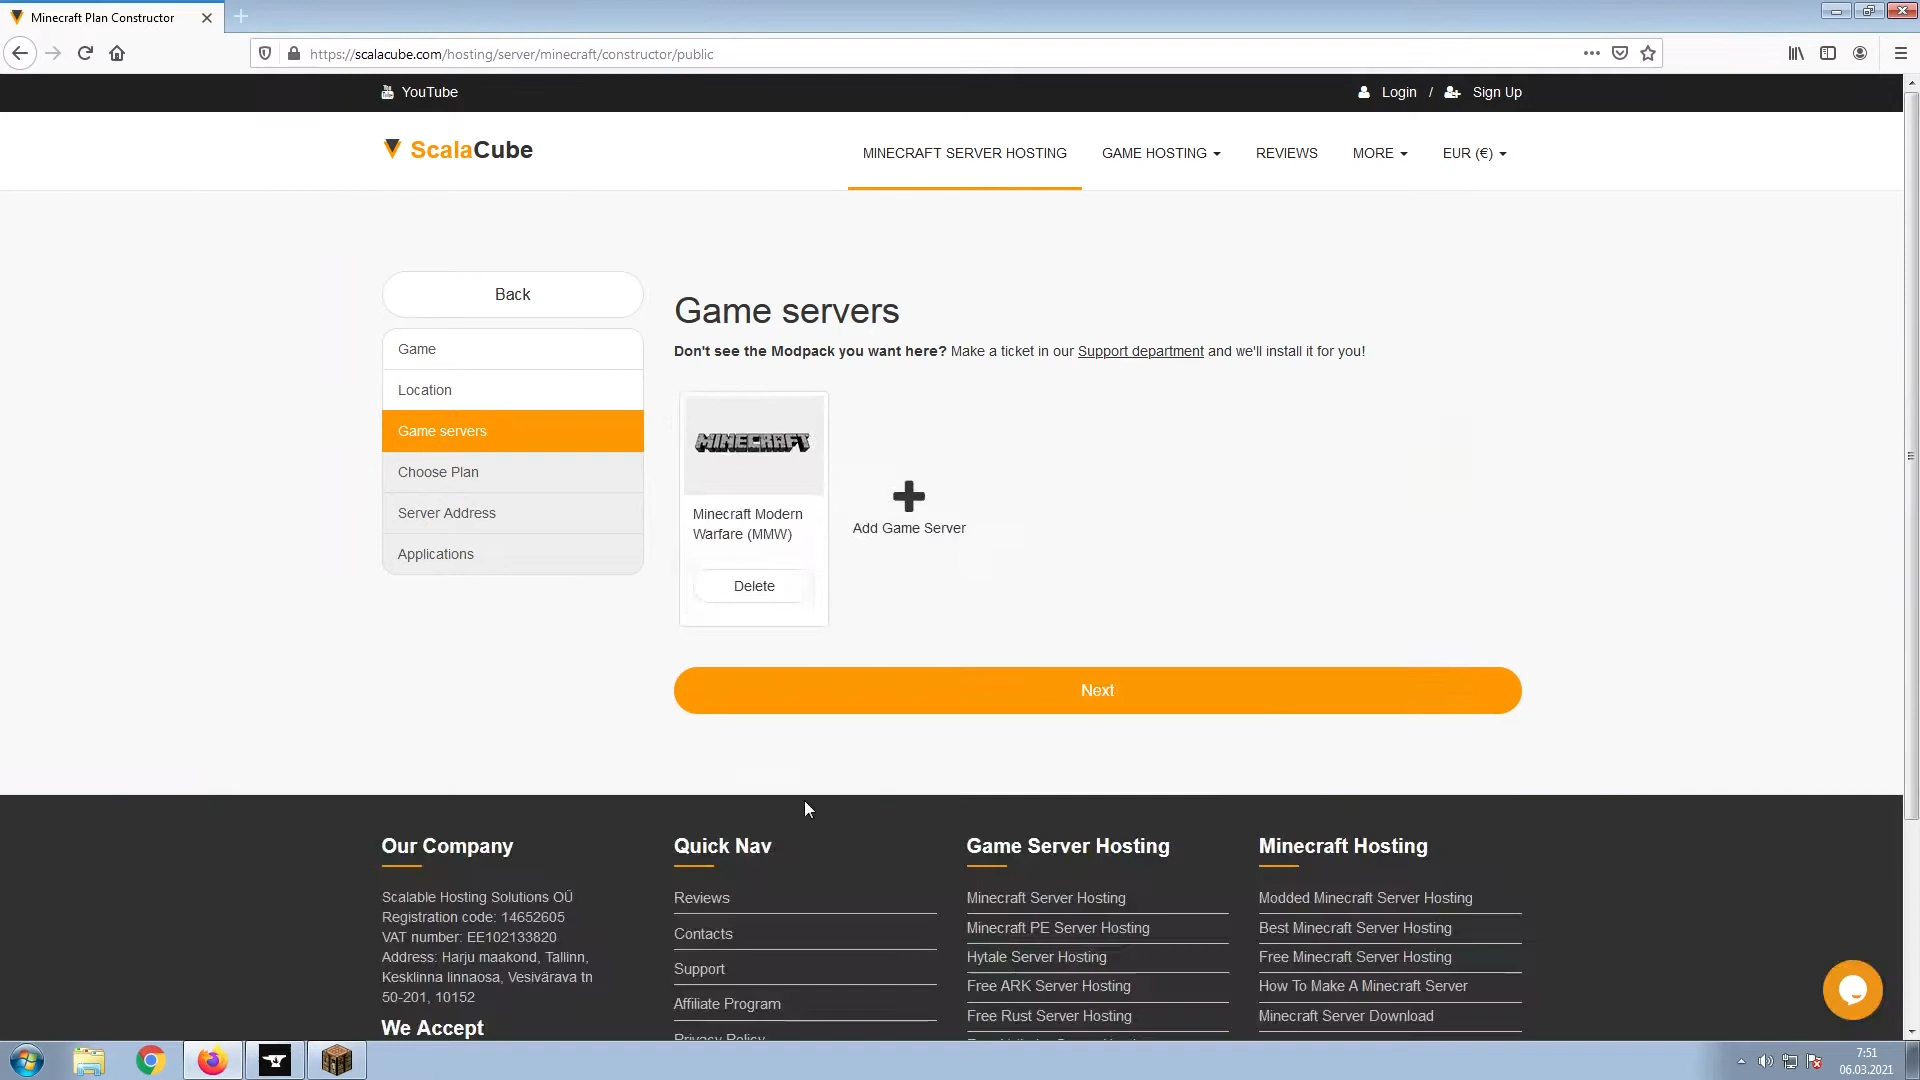 Minecraft Plan Constructor
https://scalacube.com/hosting/server/minecraft/constructor/public
YouTube
Login / Sign Up
ScalaCube
MINECRAFT SERVER HOSTING
GAME HOSTING
REVIEWS
MORE
EUR (€)
Back
Game
Location
Game servers
Choose Plan
Server Address
Applications
Game servers
Don't see the Modpack you want here? Make a ticket in our Support department and we'll install it for you!
MINECRAFT
Minecraft Modern
Warfare (MMW)
Delete
Add Game Server
Next
Our Company
Scalable Hosting Solutions OÜ
Registration code: 14652605
VAT number: EE102133820
Address: Harju maakond, Tallinn,
Kesklinna linnaosa, Vesivärava tn
50-201, 10152
We Accept
Quick Nav
Reviews
Contacts
Support
Affiliate Program
Privacy Policy
Game Server Hosting
Minecraft Server Hosting
Minecraft PE Server Hosting
Hytale Server Hosting
Free ARK Server Hosting
Free Rust Server Hosting
Minecraft Hosting
Modded Minecraft Server Hosting
Best Minecraft Server Hosting
Free Minecraft Server Hosting
How To Make A Minecraft Server
Minecraft Server Download
7:51
06.03.2021